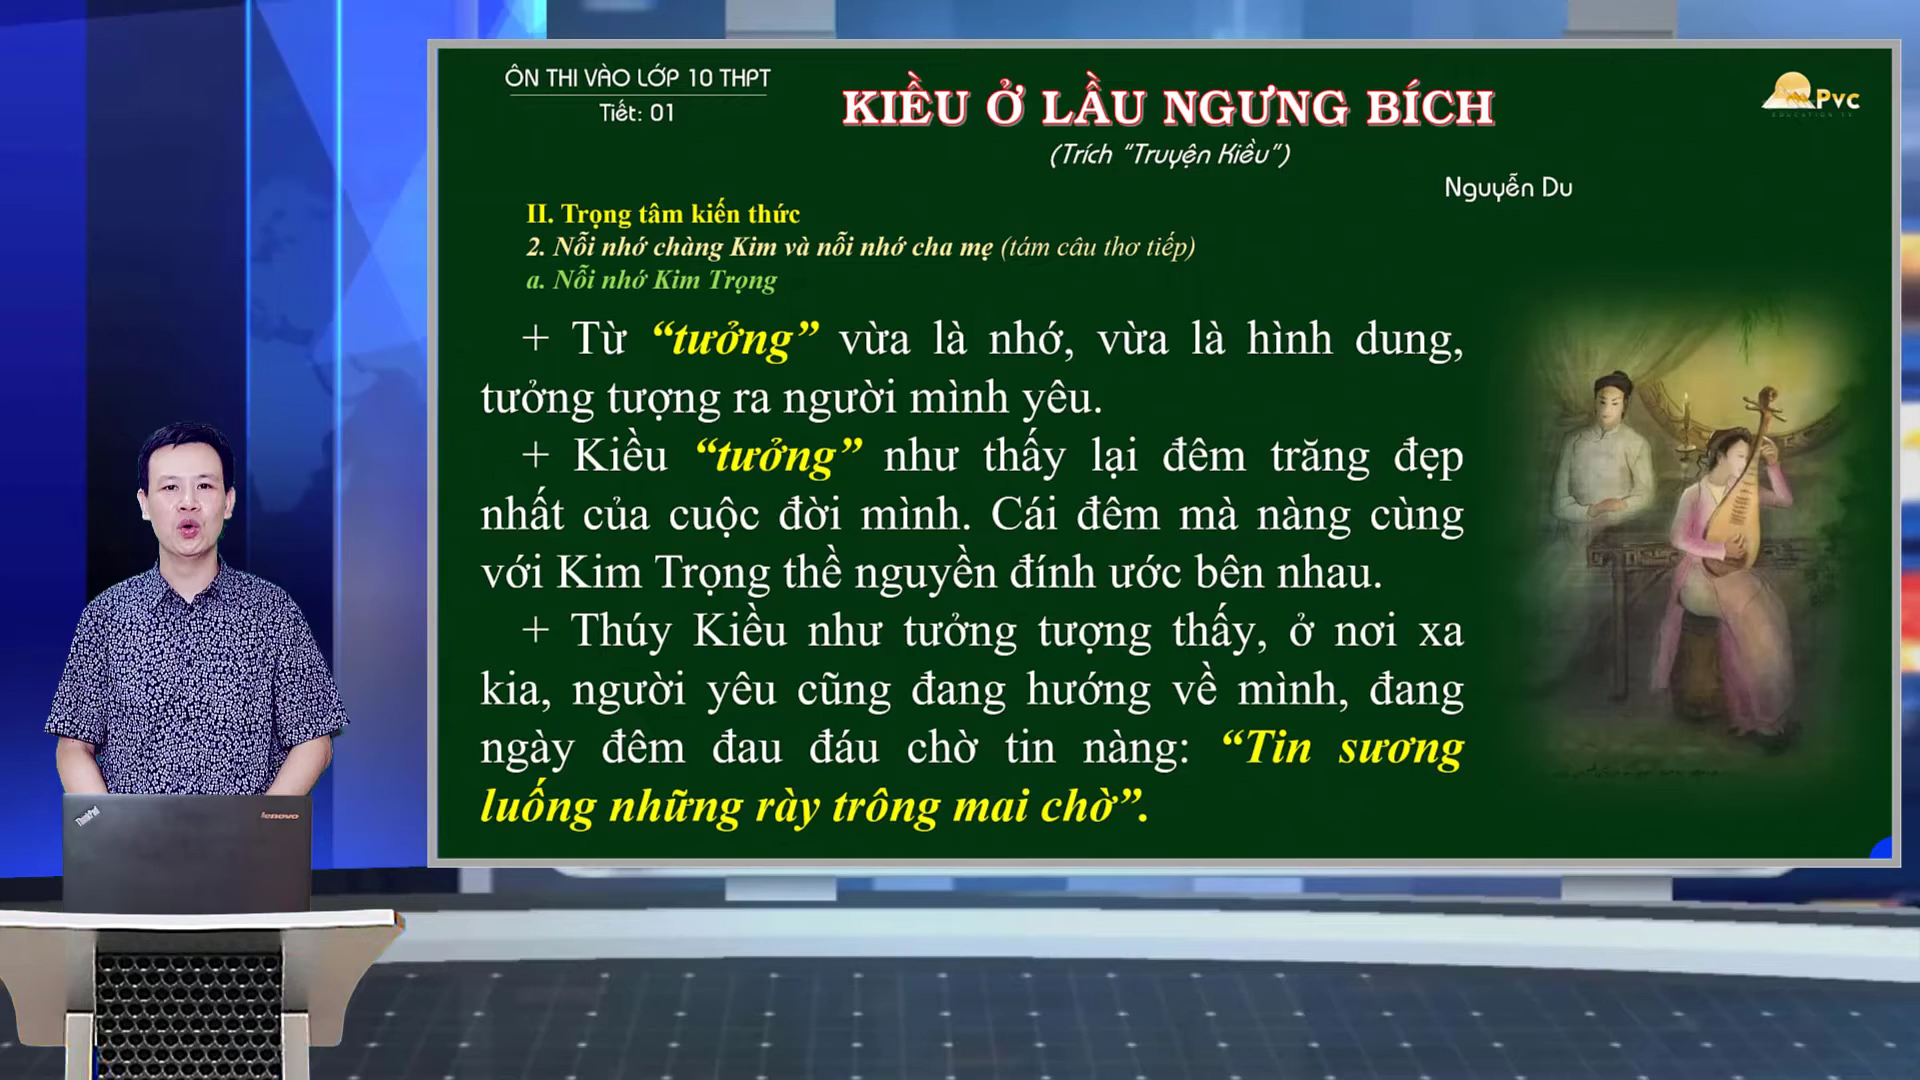 ÔN THI VÀO LỚP 10 THPT
Tiết: 01
KIỀU Ở LẦU NGƯNG BÍCH
(Trích “Truyện Kiều”)
Nguyễn Du
Pvc
EDUCATION TV
II. Trọng tâm kiến thức
2. Nỗi nhớ chàng Kim và nỗi nhớ cha mẹ (tám câu thơ tiếp)
a. Nỗi nhớ Kim Trọng
+ Từ “tưởng” vừa là nhớ, vừa là hình dung,
tưởng tượng ra người mình yêu.
+ Kiều “tưởng” như thấy lại đêm trăng đẹp
nhất của cuộc đời mình. Cái đêm mà nàng cùng
với Kim Trọng thề nguyền đính ước bên nhau.
+ Thúy Kiều như tưởng tượng thấy, ở nơi xa
kia, người yêu cũng đang hướng về mình, đang
ngày đêm đau đáu chờ tin nàng: “Tin sương
luống những rày trông mai chờ”.
ThinkPad
lenovo